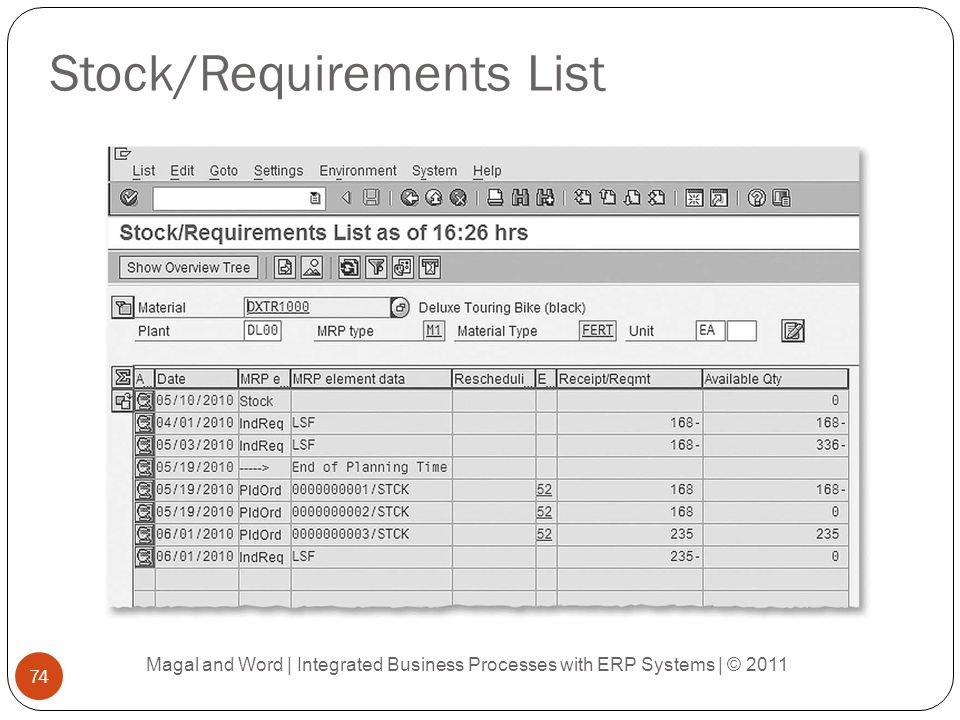 Stock/Requirements List
List Edit Goto Settings Environment System Help
Stock/Requirements List as of 16:26 hrs
Show Overview Tree
Material DXTR1000 Deluxe Touring Bike (black)
Plant DL00 MRP type M1 Material Type FERT Unit EA
A.. Date MRP e.. MRP element data Rescheduli.. E.. Receipt/Reqmt Available Qty
05/10/2010 Stock 0
04/01/2010 IndReq LSF 168- 168-
05/03/2010 IndReq LSF 168- 336-
05/19/2010 -----> End of Planning Time
05/19/2010 PldOrd 0000000001/STCK 52 168 168-
05/19/2010 PldOrd 0000000002/STCK 52 168 0
06/01/2010 PldOrd 0000000003/STCK 52 235 235
06/01/2010 IndReq LSF 235- 0
Magal and Word | Integrated Business Processes with ERP Systems | © 2011
74